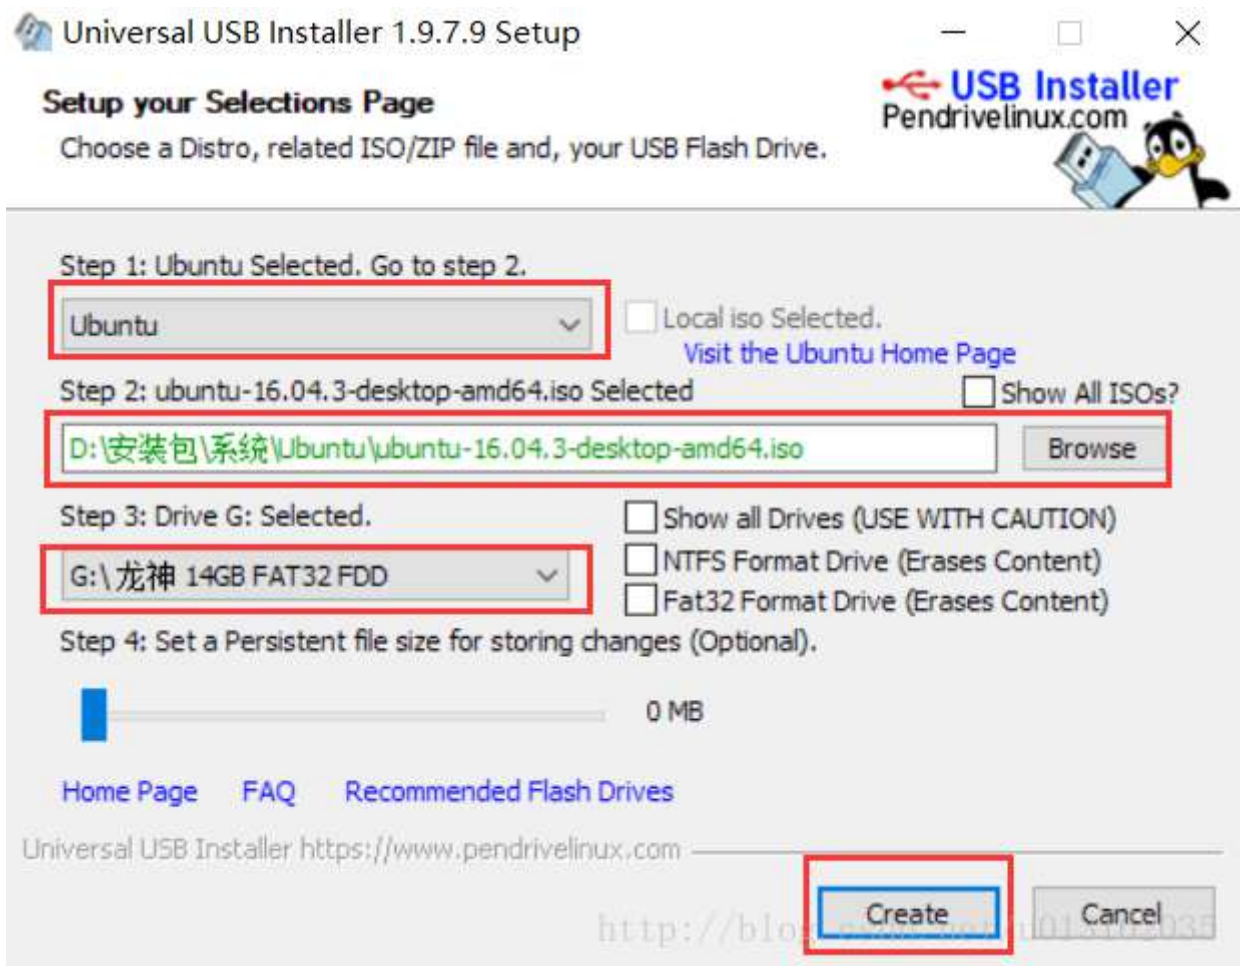 Universal USB Installer 1.9.7.9 Setup
USB Installer
Setup your Selections Page
Pendrivelinux.com
Choose a Distro, related ISO/ZIP file and, your USB Flash Drive.
Step 1: Ubuntu Selected. Go to step 2.
Ubuntu
Local iso Selected.
Visit the Ubuntu Home Page
Step 2: ubuntu-16.04.3-desktop-amd64.iso Selected
Show All ISOs?
D:\安装包\系统\Ubuntu\ubuntu-16.04.3-desktop-amd64.iso
Browse
Step 3: Drive G: Selected.
Show all Drives (USE WITH CAUTION)
G:\ 龙神 14GB FAT32 FDD
NTFS Format Drive (Erases Content)
Fat32 Format Drive (Erases Content)
Step 4: Set a Persistent file size for storing changes (Optional).
0 MB
Home Page FAQ Recommended Flash Drives
Universal USB Installer https://www.pendrivelinux.com
Create
Cancel